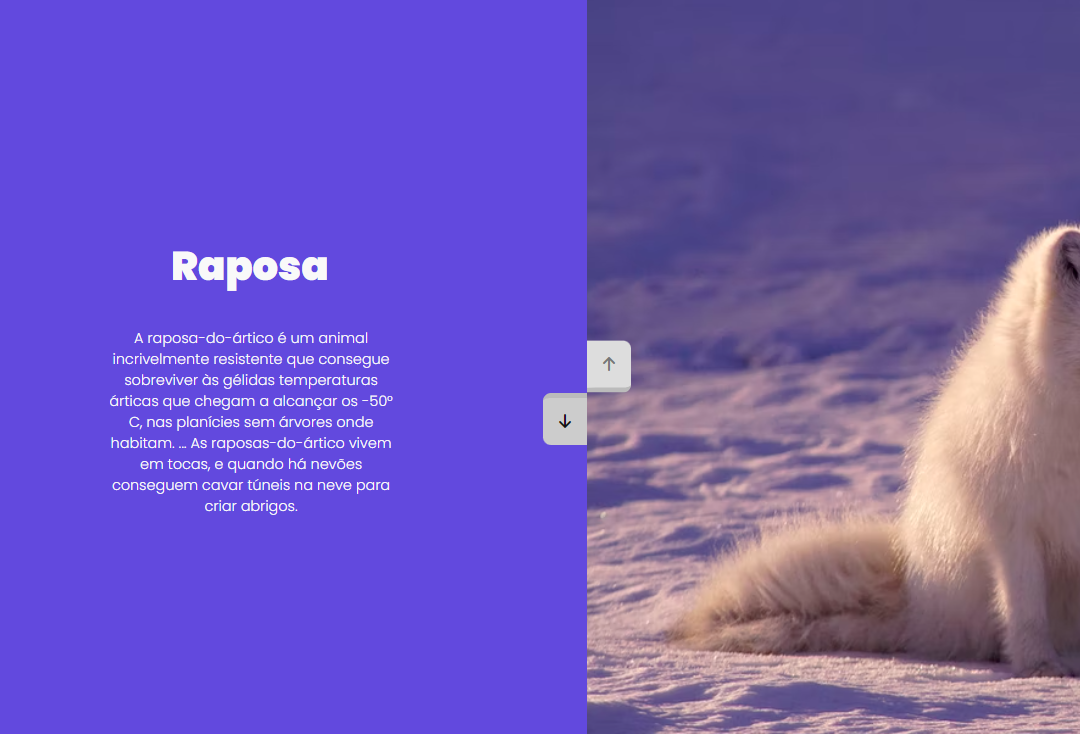 Raposa
A raposa-do-ártico é um animal
incrivelmente resistente que consegue
sobreviver às gélidas temperaturas
árticas que chegam a alcançar os -50°
C, nas planícies sem árvores onde
habitam. ... As raposas-do-ártico vivem
em tocas, e quando há nevões
conseguem cavar túneis na neve para
criar abrigos.